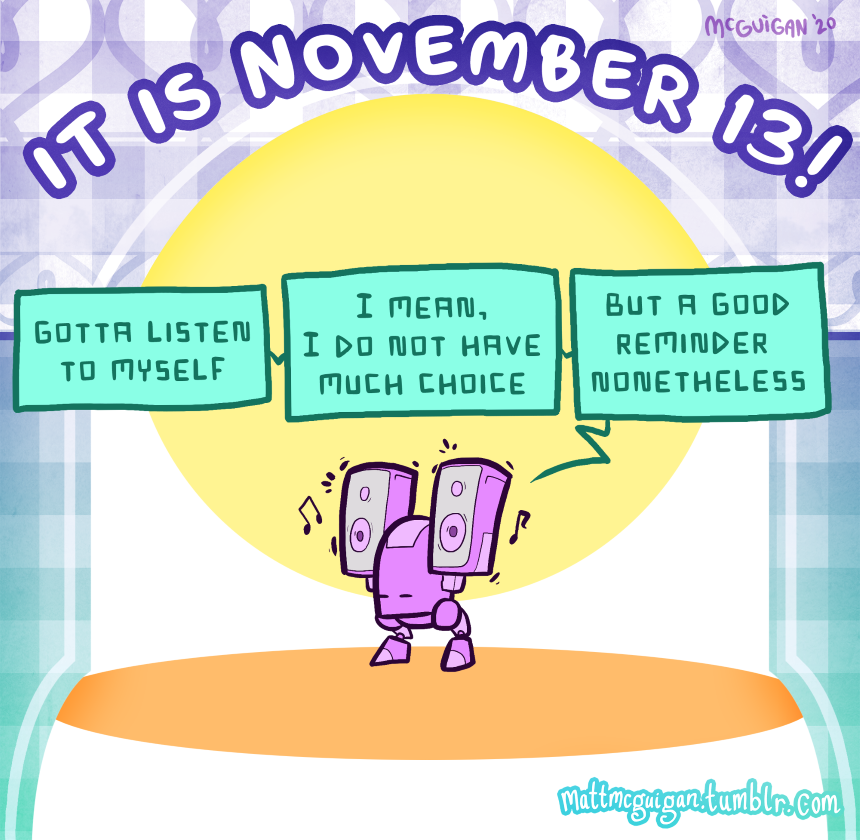 McGUiGAN '20
IT IS NOVEMBER 13!
GOTTA LISTEN
TO MYSELF
I MEAN,
I DO NOT HAVE
MUCH CHOICE
BUT A GOOD
REMINDER
NONETHELESS
mattmcguigan.tumblr.com